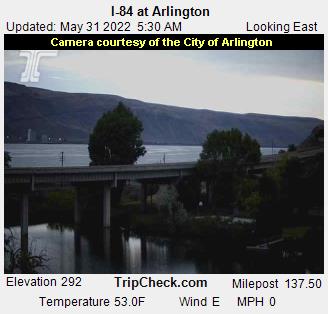 I-84 at Arlington
Updated: May 31 2022 5:30 AM Looking East
Camera courtesy of the City of Arlington
Elevation 292 TripCheck.com Milepost 137.50
Temperature 53.0F Wind E MPH 0